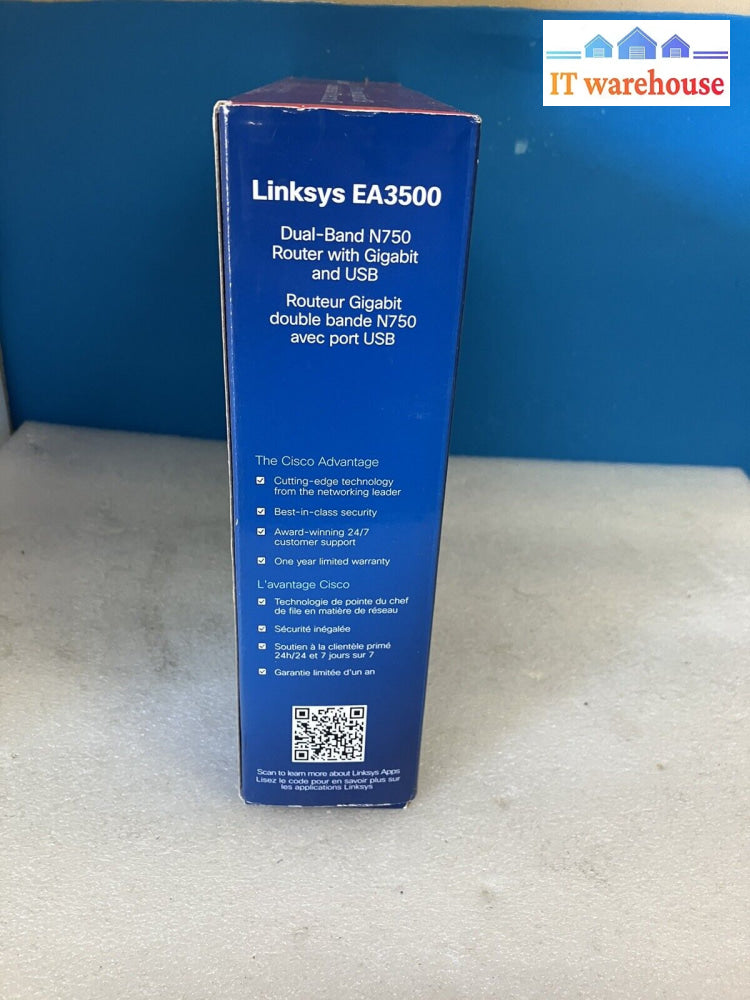 IT warehouse
Linksys EA3500
Dual-Band N750
Router with Gigabit
and USB
Routeur Gigabit
double bande N750
avec port USB
The Cisco Advantage
Cutting-edge technology
from the networking leader
Best-in-class security
Award-winning 24/7
customer support
One year limited warranty
L'avantage Cisco
Technologie de pointe du chef
de file en matière de réseau
Sécurité inégalée
Soutien à la clientèle primé
24h/24 et 7 jours sur 7
Garantie limitée d'un an
Scan to learn more about Linksys Apps
Lisez le code pour en savoir plus sur
les applications Linksys